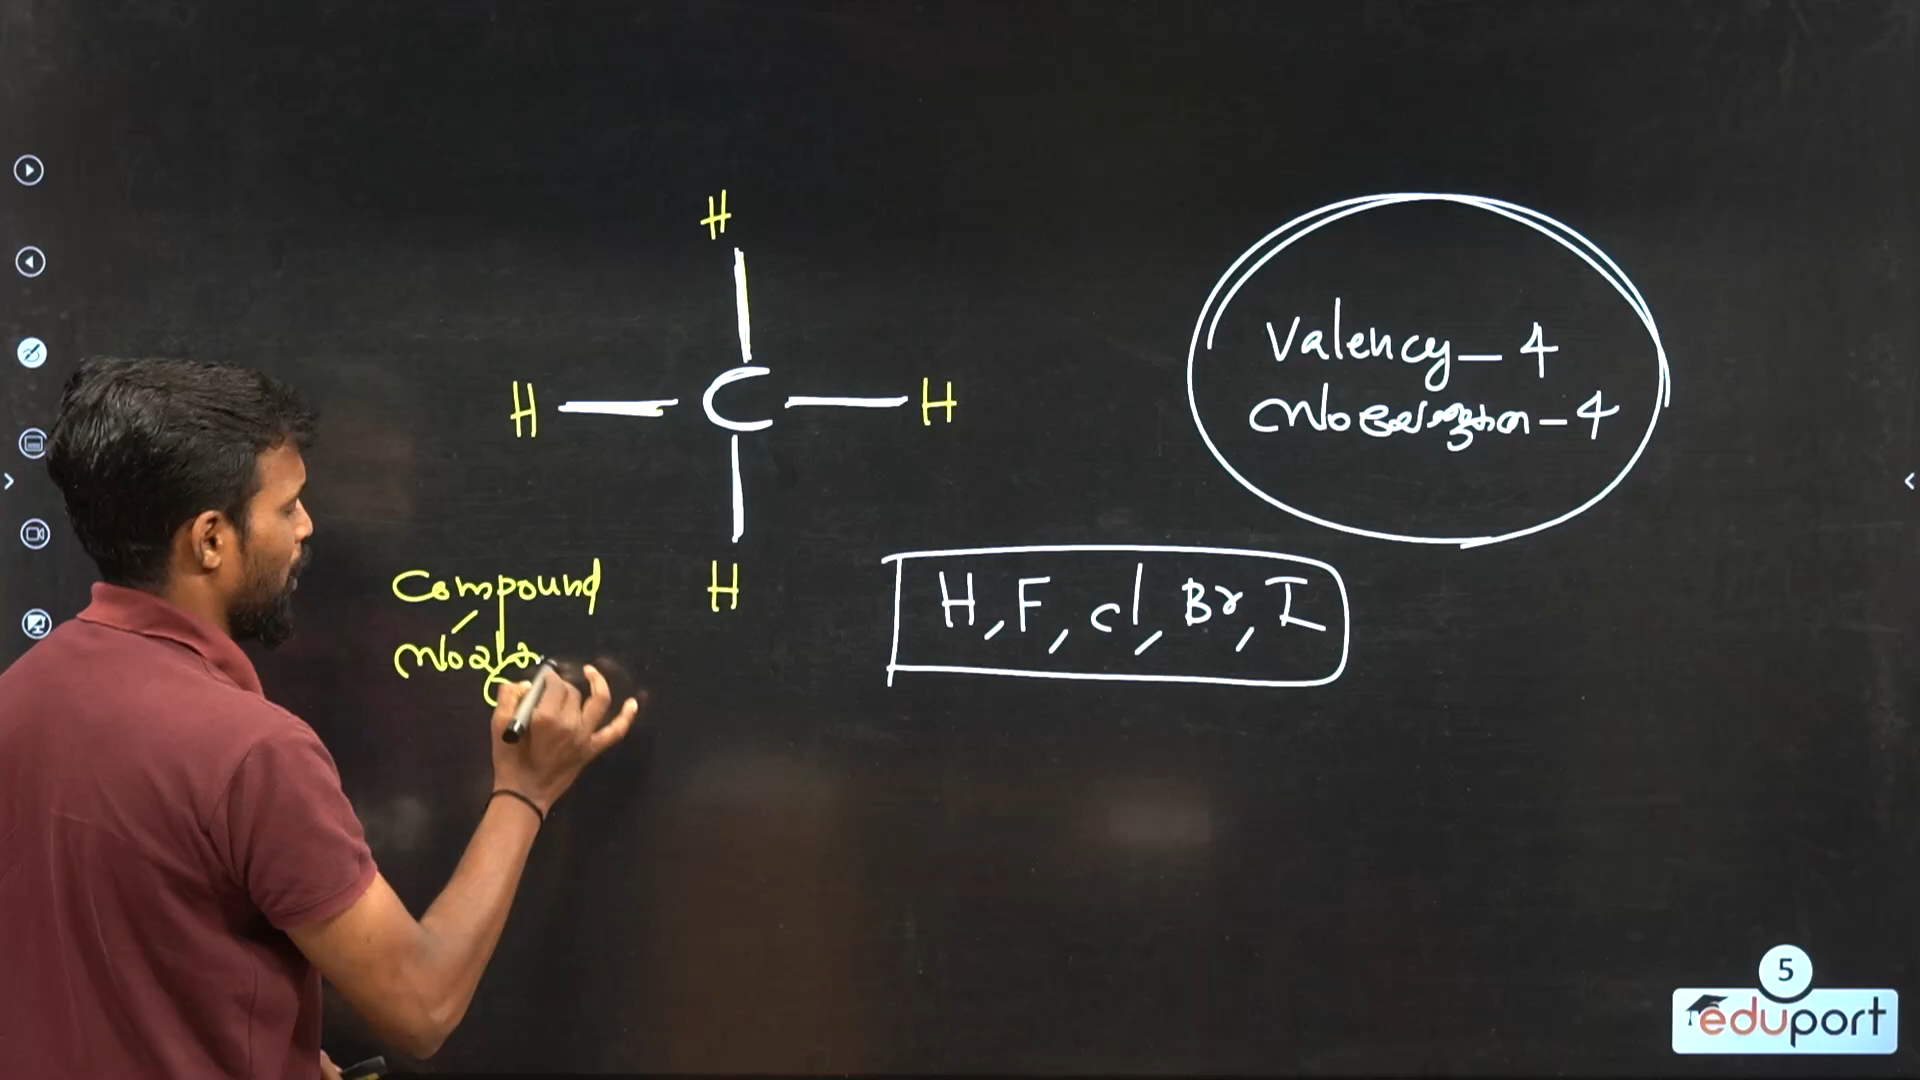 H
H — C — H
H
Valency – 4
സംയോജകത – 4
Compound
H
H, F, Cl, Br, I
5
eduport